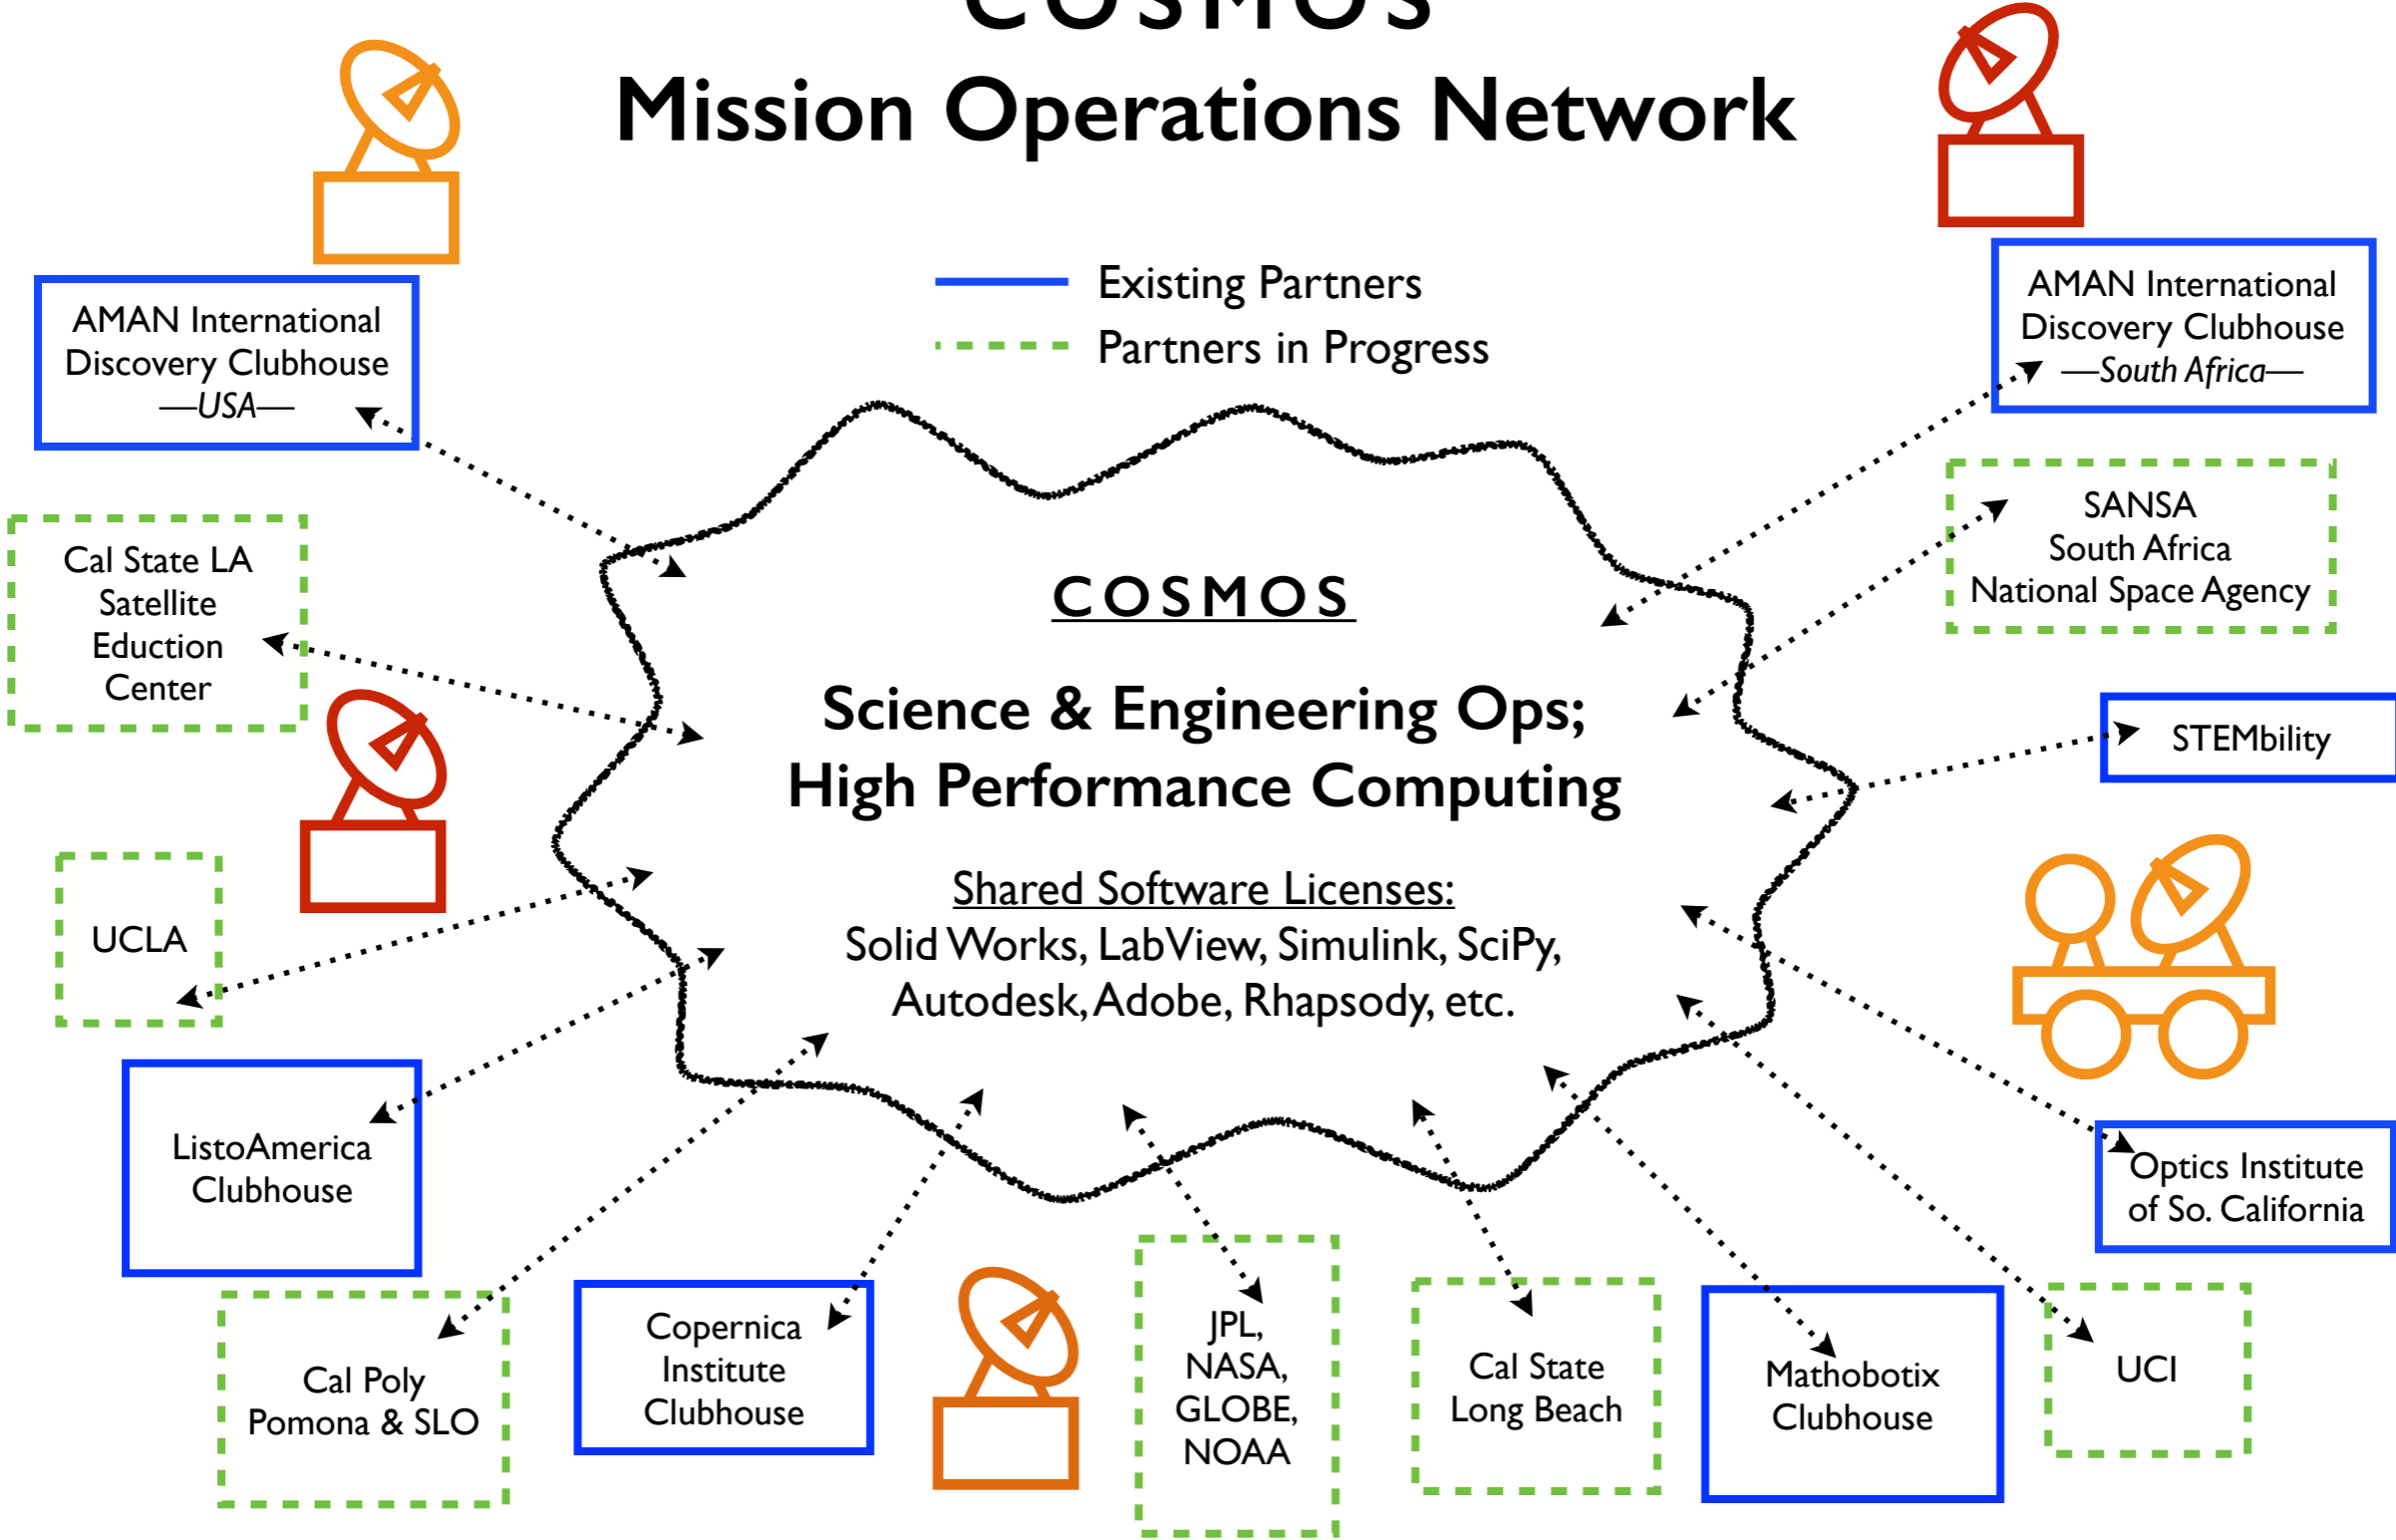 COSMOS
Mission Operations Network
Existing Partners
Partners in Progress
AMAN International
Discovery Clubhouse
—USA—
AMAN International
Discovery Clubhouse
—South Africa—
Cal State LA
Satellite
Eduction
Center
SANSA
South Africa
National Space Agency
COSMOS
Science & Engineering Ops;
High Performance Computing
STEMbility
Shared Software Licenses:
Solid Works, LabView, Simulink, SciPy,
Autodesk, Adobe, Rhapsody, etc.
UCLA
ListoAmerica
Clubhouse
Optics Institute
of So. California
Cal Poly
Pomona & SLO
Copernica
Institute
Clubhouse
JPL,
NASA,
GLOBE,
NOAA
Cal State
Long Beach
Mathobotix
Clubhouse
UCI